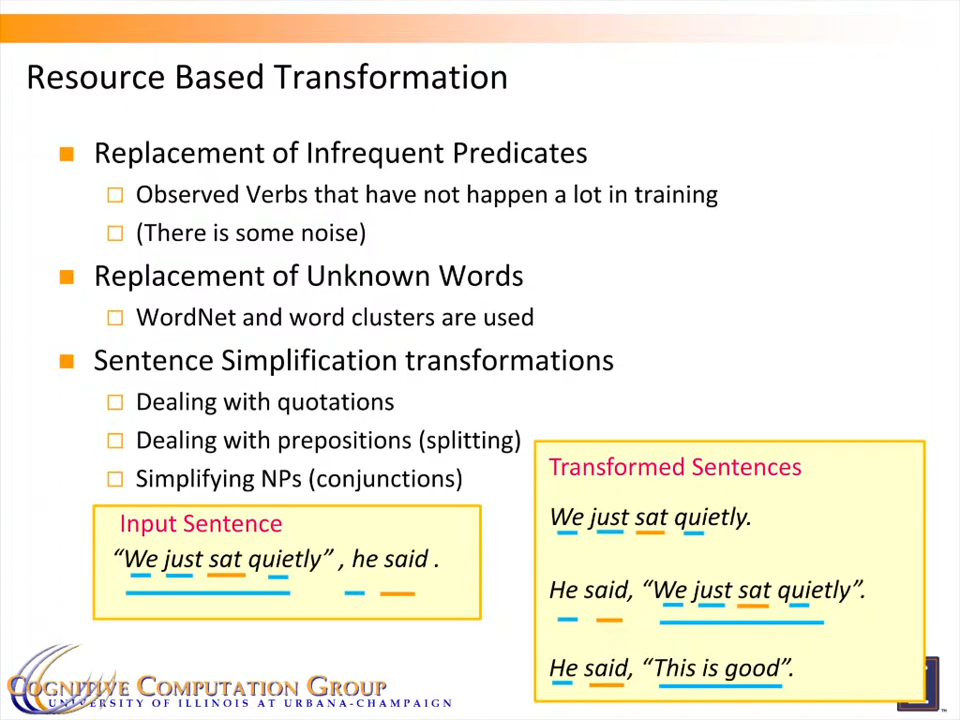 Resource Based Transformation
Replacement of Infrequent Predicates
Observed Verbs that have not happen a lot in training
(There is some noise)
Replacement of Unknown Words
WordNet and word clusters are used
Sentence Simplification transformations
Dealing with quotations
Dealing with prepositions (splitting)
Simplifying NPs (conjunctions)
Input Sentence
“We just sat quietly” , he said .
Transformed Sentences
We just sat quietly.
He said, “We just sat quietly”.
He said, “This is good”.
COGNITIVE COMPUTATION GROUP
UNIVERSITY OF ILLINOIS AT URBANA-CHAMPAIGN
TM